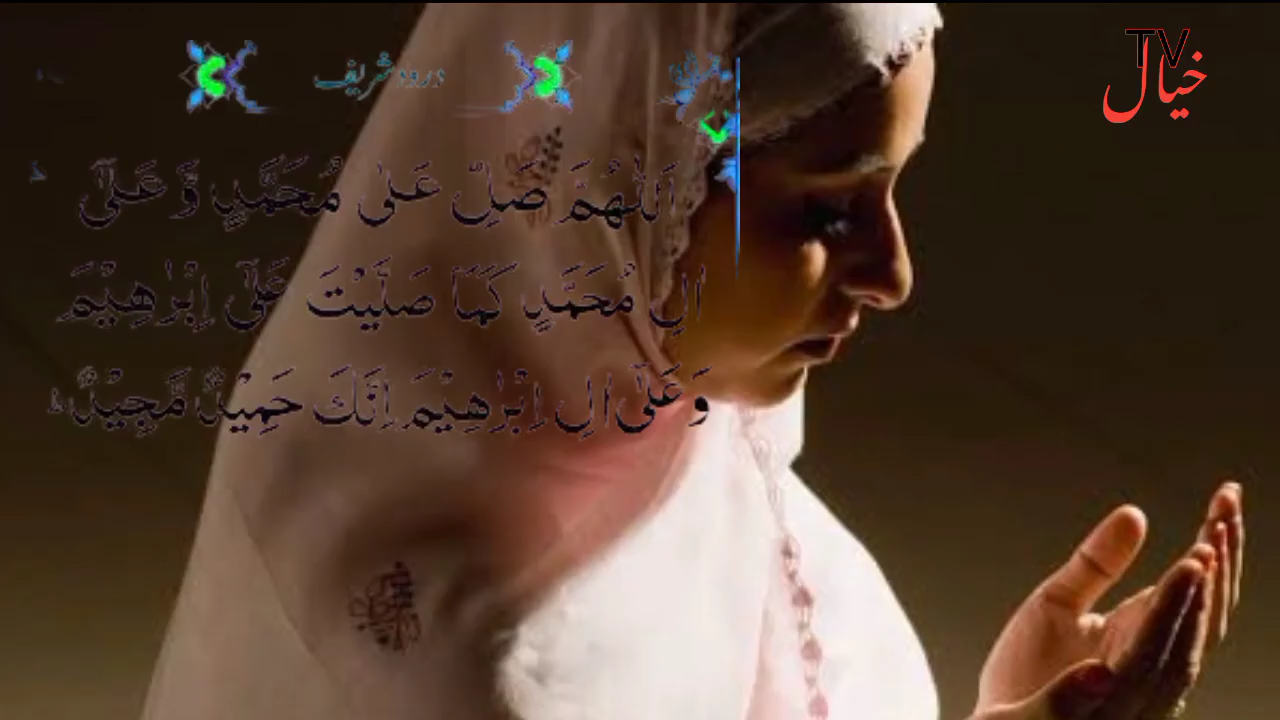 TV
خیال
درود شریف
اَللّٰهُمَّ صَلِّ عَلٰى مُحَمَّدٍ وَّ عَلٰٓى
اٰلِ مُحَمَّدٍ كَمَا صَلَّيْتَ عَلٰٓى اِبْرٰهِيْمَ
وَ عَلٰٓى اٰلِ اِبْرٰهِيْمَ اِنَّكَ حَمِيْدٌ مَّجِيْدٌ ؕ